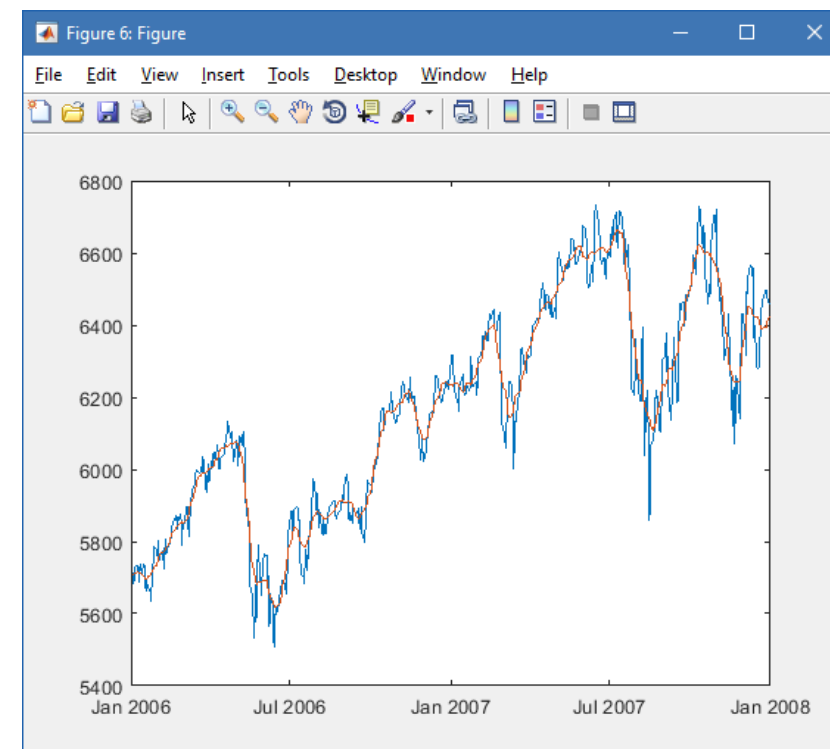 Figure 6: Figure
File Edit View Insert Tools Desktop Window Help
6800
6600
6400
6200
6000
5800
5600
5400
Jan 2006 Jul 2006 Jan 2007 Jul 2007 Jan 2008